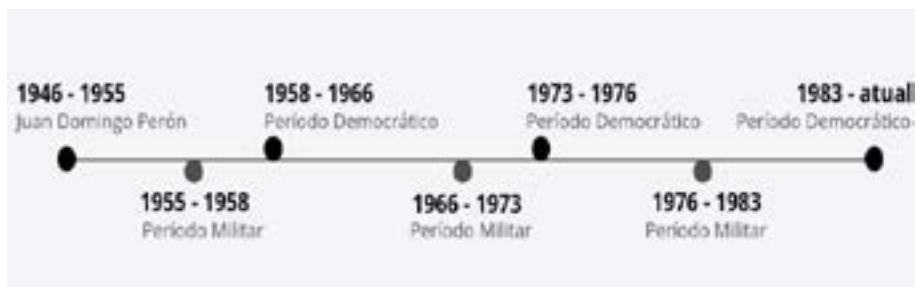 1946 - 1955
Juan Domingo Perón
1958 - 1966
Período Democrático
1973 - 1976
Período Democrático
1983 - atuall
Período Democrático
1955 - 1958
Período Militar
1966 - 1973
Período Militar
1976 - 1983
Período Militar